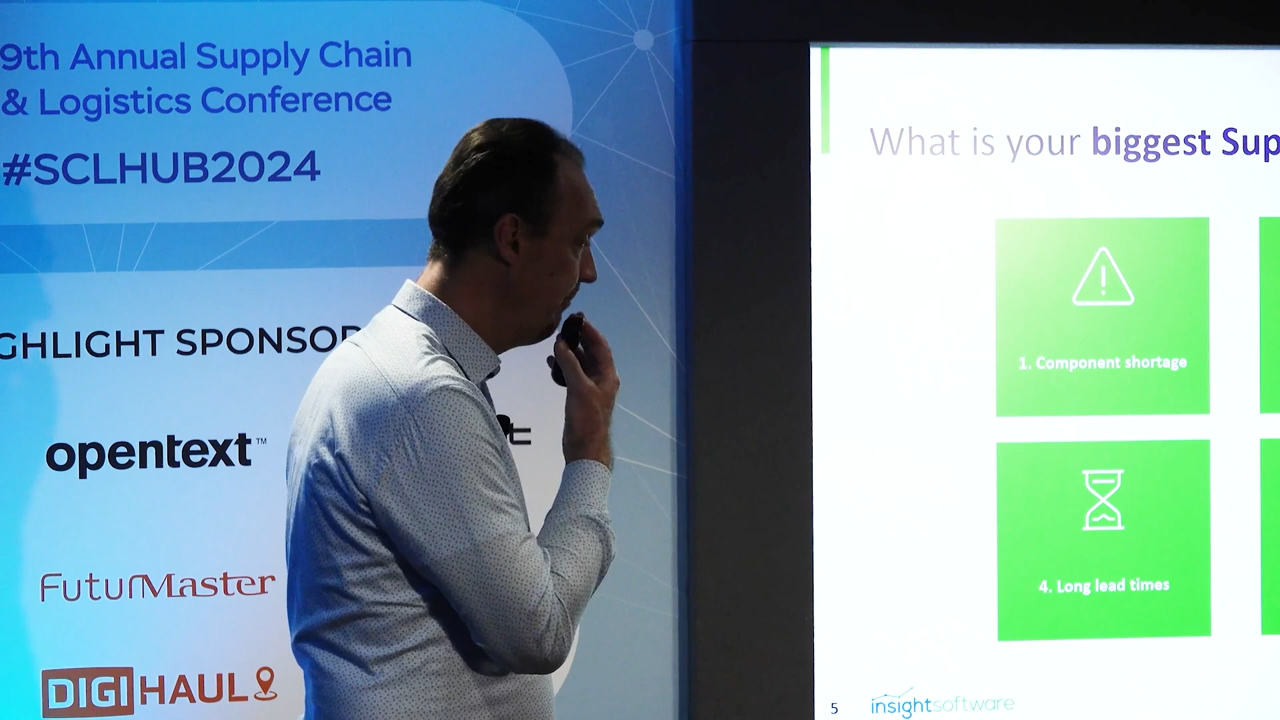 9th Annual Supply Chain
& Logistics Conference
#SCLHUB2024
GHLIGHT SPONSOR
opentext™
FuturMaster
DIGIHAUL
What is your biggest Sup
1. Component shortage
4. Long lead times
5
insightsoftware